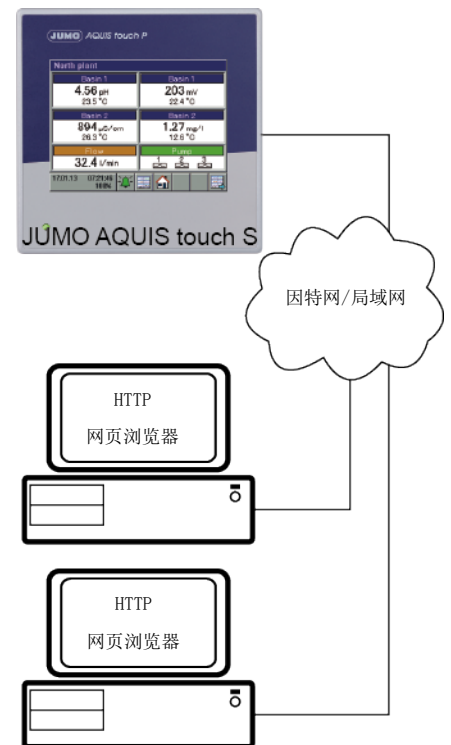 JUMO AQUIS touch P
North plant
Basin 1 Basin 1
4.56 pH 203 mV
23.5 °C 22.4 °C
Basin 2 Basin 2
894 µS/cm 1.27 mg/l
26.3 °C 12.6 °C
Flow Pump
32.4 l/min 1 2 3
17.01.13 07:21:46
100%
JUMO AQUIS touch S
因特网/局域网
HTTP
网页浏览器
HTTP
网页浏览器